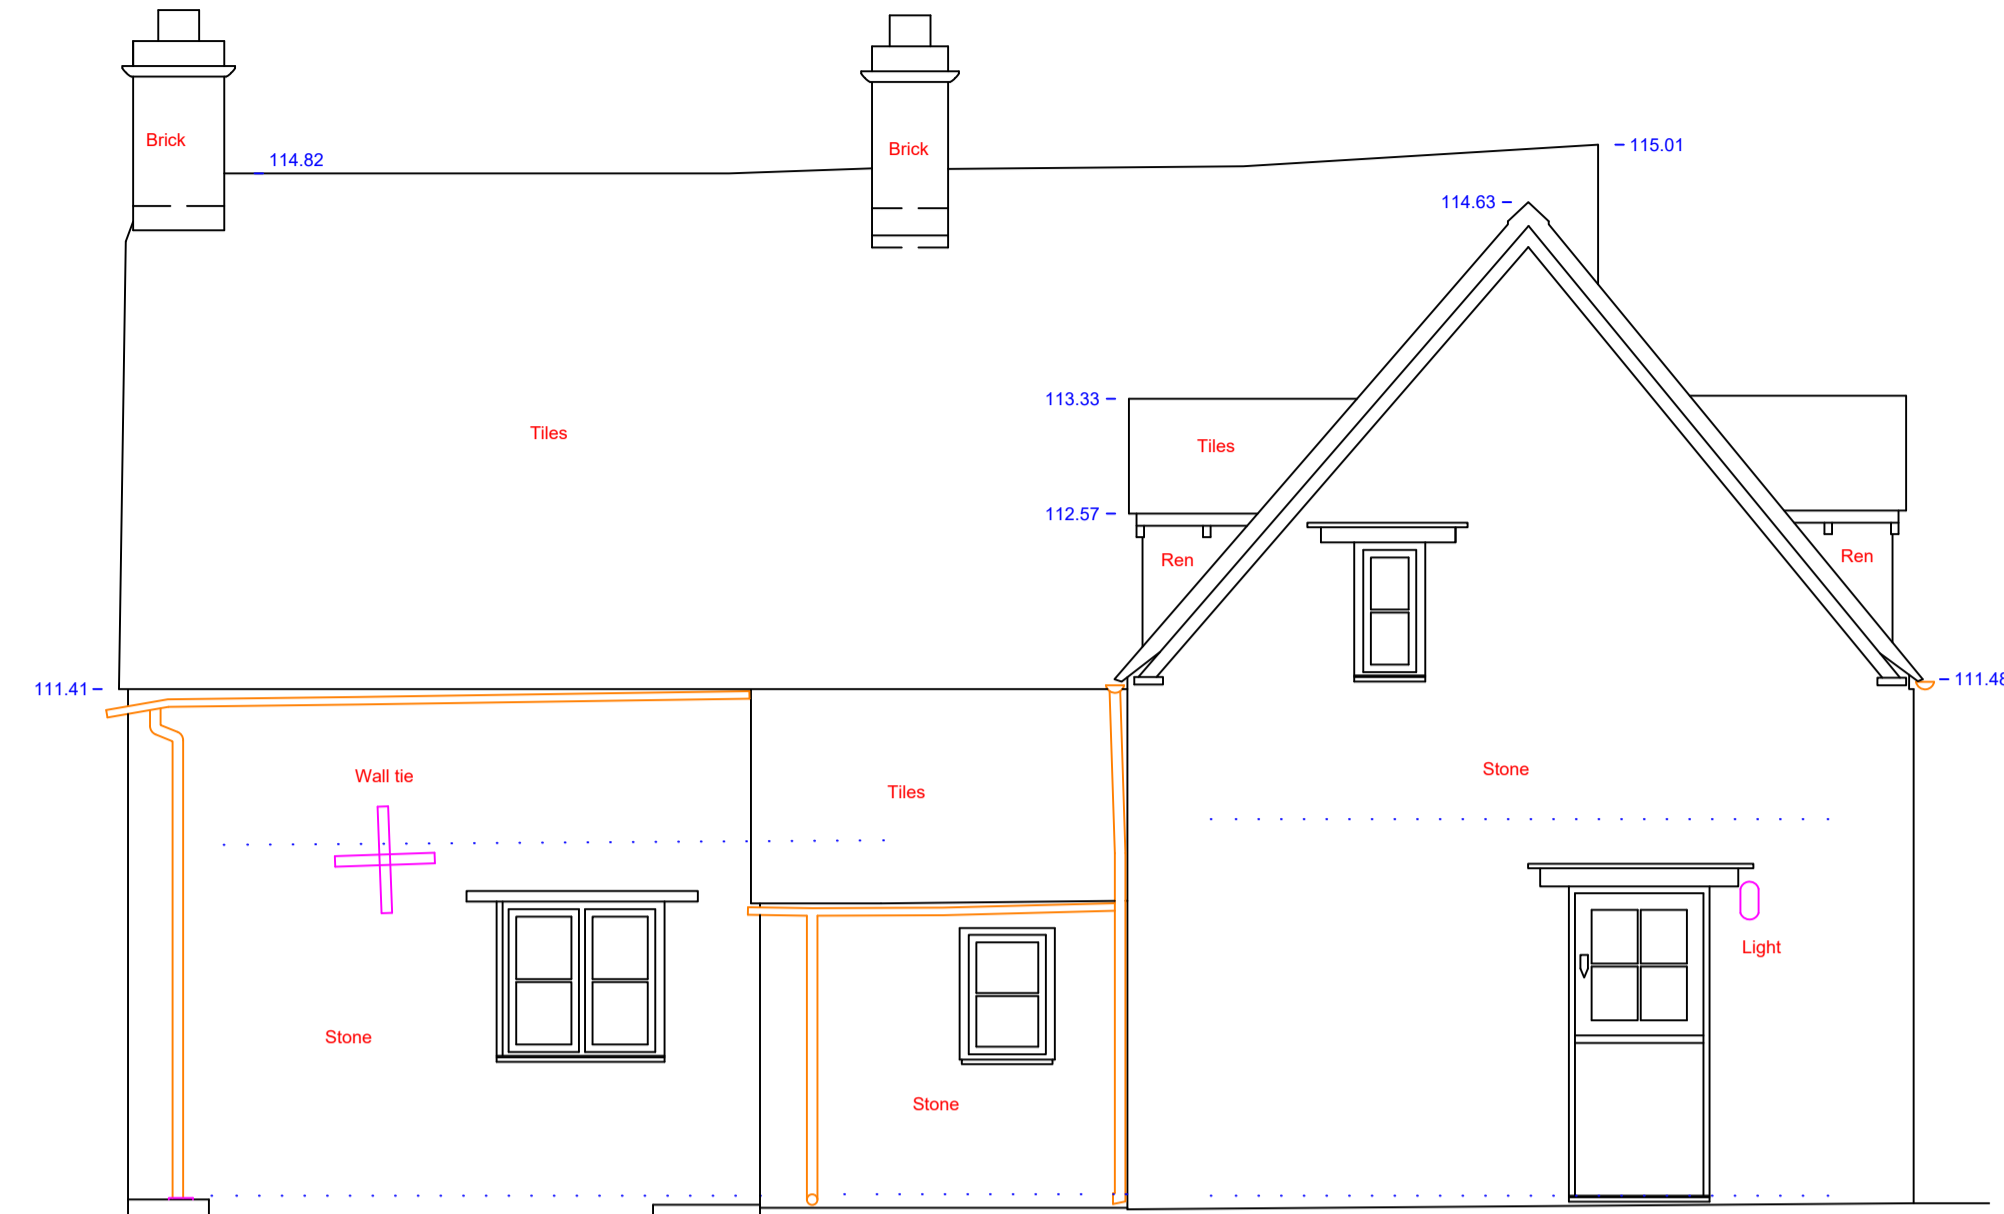 Brick
Brick
114.82
115.01
114.63
113.33
Tiles
Tiles
112.57
Ren
Ren
111.41
111.48
Wall tie
Stone
Tiles
Light
Stone
Stone